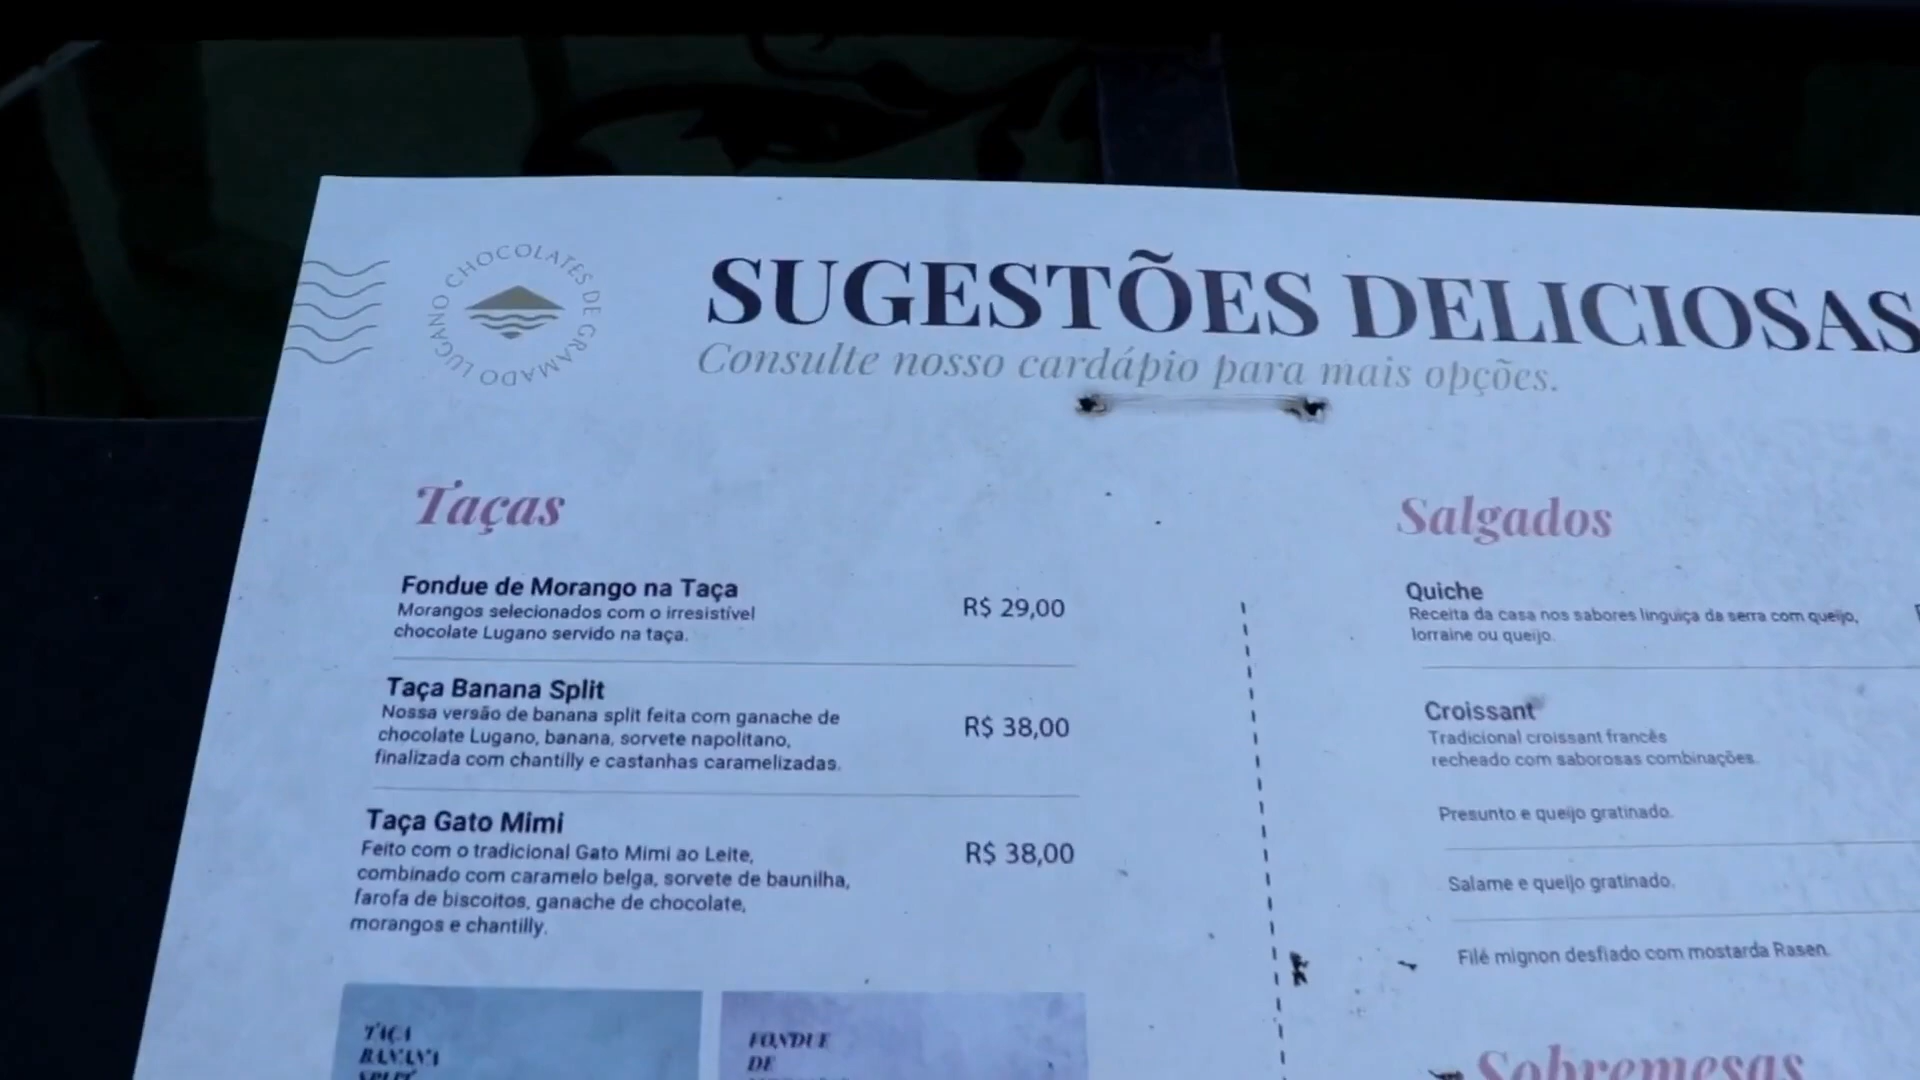 LUGANO CHOCOLATES DE GRAMADO
SUGESTÕES DELICIOSAS
Consulte nosso cardápio para mais opções.
Taças
Fondue de Morango na Taça
Morangos selecionados com o irresistível
chocolate Lugano servido na taça.
R$ 29,00
Taça Banana Split
Nossa versão de banana split feita com ganache de
chocolate Lugano, banana, sorvete napolitano,
finalizada com chantilly e castanhas caramelizadas.
R$ 38,00
Taça Gato Mimi
Feito com o tradicional Gato Mimi ao Leite,
combinado com caramelo belga, sorvete de baunilha,
farofa de biscoitos, ganache de chocolate,
morangos e chantilly.
R$ 38,00
TAÇA
BANANA
SPLIT
FONDUE
DE
Salgados
Quiche
Receita da casa nos sabores linguiça da serra com queijo,
lorraine ou queijo.
Croissant
Tradicional croissant francês
recheado com saborosas combinações.
Presunto e queijo gratinado.
Salame e queijo gratinado.
Filé mignon desfiado com mostarda Rasen.
Sobremesas